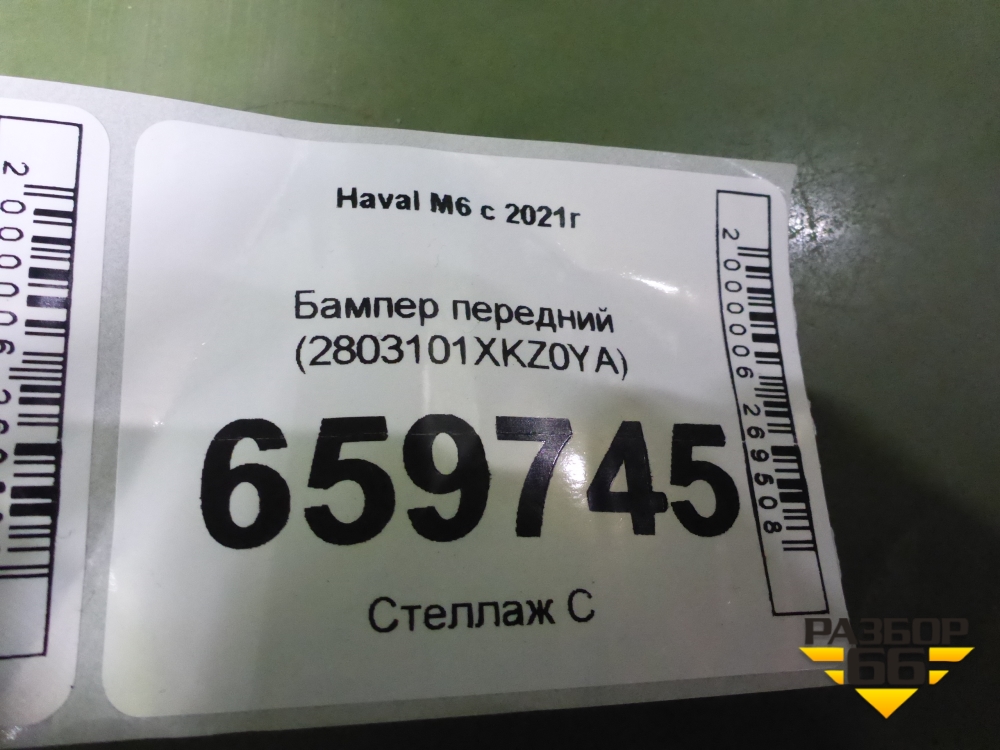 Haval M6 с 2021г
Бампер передний
(2803101XKZ0YA)
659745
Стеллаж С
2000006269508
РАЗБОР
66